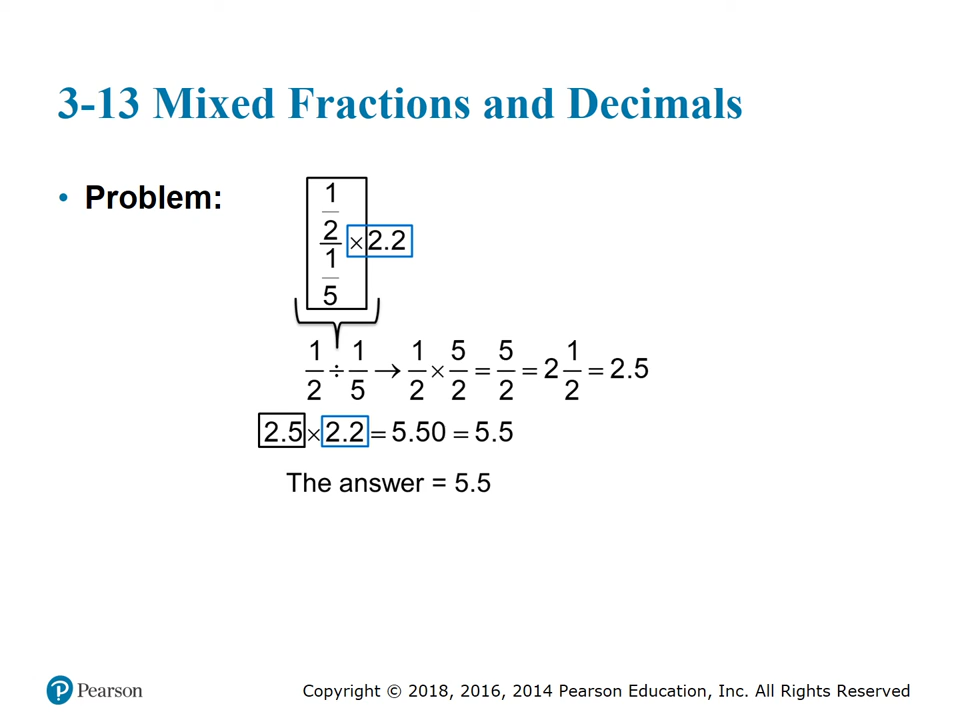 3-13 Mixed Fractions and Decimals
• Problem:
1
2
× 2.2
1
5
1/2 ÷ 1/5 → 1/2 × 5/2 = 5/2 = 2 1/2 = 2.5
2.5 × 2.2 = 5.50 = 5.5
The answer = 5.5
P Pearson
Copyright © 2018, 2016, 2014 Pearson Education, Inc. All Rights Reserved